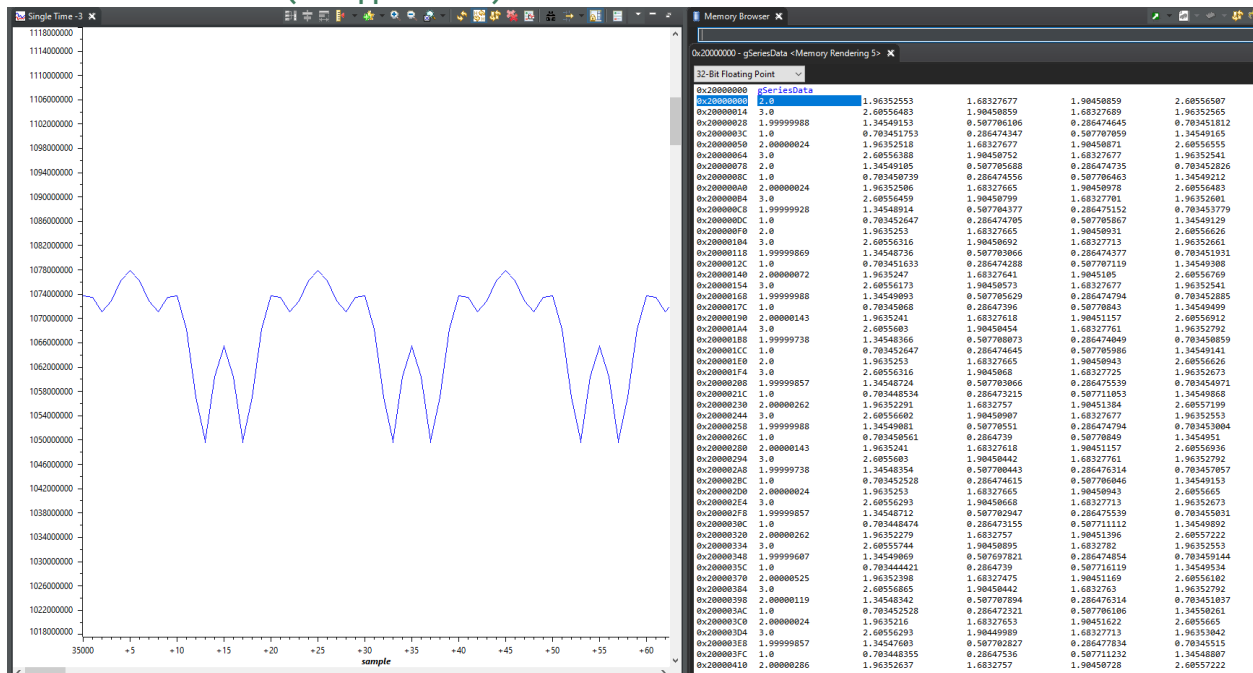 Single Time -3
1118000000
1114000000
1110000000
1106000000
1102000000
1098000000
1094000000
1090000000
1086000000
1082000000
1078000000
1074000000
1070000000
1066000000
1062000000
1058000000
1054000000
1050000000
1046000000
1042000000
1038000000
1034000000
1030000000
1026000000
1022000000
1018000000
35000 +5 +10 +15 +20 +25 +30 +35 +40 +45 +50 +55 +60
sample
Memory Browser
0x20000000 - gSeriesData <Memory Rendering 5>
32-Bit Floating Point
0x20000000 gSeriesData
0x20000000 2.0 1.96352553 1.68327677 1.90450859 2.60556507
0x20000014 3.0 2.60556483 1.90450859 1.68327689 1.96352565
0x20000028 1.99999988 1.34549153 0.507706106 0.286474645 0.703451812
0x2000003C 1.0 0.703451753 0.286474347 0.507707059 1.34549165
0x20000050 2.00000024 1.96352518 1.68327677 1.90450871 2.60556555
0x20000064 3.0 2.60556388 1.90450752 1.68327677 1.96352541
0x20000078 2.0 1.34549105 0.507705688 0.286474735 0.703452826
0x2000008C 1.0 0.703450739 0.286474556 0.507706463 1.34549212
0x200000A0 2.00000024 1.96352506 1.68327665 1.90450978 2.60556483
0x200000B4 3.0 2.60556459 1.90450799 1.68327701 1.96352601
0x200000C8 1.99999928 1.34548914 0.507704377 0.286475152 0.703453779
0x200000DC 1.0 0.703452647 0.286474705 0.507705867 1.34549129
0x200000F0 2.0 1.9635253 1.68327665 1.90450931 2.60556626
0x20000104 3.0 2.60556316 1.90450692 1.68327713 1.96352661
0x20000118 1.99999869 1.34548736 0.507703066 0.286474377 0.703451931
0x2000012C 1.0 0.703451633 0.286474288 0.507707119 1.34549308
0x20000140 2.00000072 1.9635247 1.68327641 1.9045105 2.60556769
0x20000154 3.0 2.60556173 1.90450573 1.68327677 1.96352541
0x20000168 1.99999988 1.34549093 0.507705629 0.286474794 0.703452885
0x2000017C 1.0 0.70345068 0.28647396 0.50770843 1.34549499
0x20000190 2.00000143 1.9635241 1.68327618 1.90451157 2.60556912
0x200001A4 3.0 2.6055603 1.90450454 1.68327761 1.96352792
0x200001B8 1.99999738 1.34548366 0.507708073 0.286474049 0.703450859
0x200001CC 1.0 0.703452647 0.286474645 0.507705986 1.34549141
0x200001E0 2.0 1.9635253 1.68327665 1.90450943 2.60556626
0x200001F4 3.0 2.60556316 1.9045068 1.68327725 1.96352673
0x20000208 1.99999857 1.34548724 0.50770306​6 0.286475539 0.703454971
0x2000021C 1.0 0.703448534 0.286473215 0.507711053 1.34549868
0x20000230 2.00000262 1.96352291 1.6832757 1.90451384 2.60557199
0x20000244 3.0 2.60556602 1.90450907 1.68327677 1.96352553
0x20000258 1.99999988 1.34549081 0.50770551 0.286474794 0.703453004
0x2000026C 1.0 0.703450561 0.2864739 0.50770849 1.3454951
0x20000280 2.00000143 1.9635241 1.68327618 1.90451157 2.60556936
0x20000294 3.0 2.6055603 1.90450442 1.68327761 1.96352792
0x200002A8 1.99999738 1.34548354 0.507700443 0.286476314 0.703457057
0x200002BC 1.0 0.703452528 0.286474615 0.507706046 1.34549153
0x200002D0 2.00000024 1.9635253 1.68327665 1.90450943 2.6055665
0x200002E4 3.0 2.60556293 1.90450668 1.68327713 1.96352673
0x200002F8 1.99999857 1.34548712 0.507702947 0.286475539 0.703455031
0x2000030C 1.0 0.703448474 0.286473155 0.507711112 1.34549892
0x20000320 2.00000262 1.96352279 1.6832757 1.90451396 2.60557222
0x20000334 3.0 2.60555744 1.90450895 1.6832782 1.96352553
0x20000348 1.99999607 1.34549069 0.507697821 0.286474854 0.703459144
0x2000035C 1.0 0.703444421 0.2864739 0.507716119 1.34549534
0x20000370 2.00000525 1.96352398 1.68327475 1.90451169 2.60556102
0x20000384 3.0 2.60556865 1.90450442 1.6832763 1.96352792
0x20000398 2.00000119 1.34548342 0.507707894 0.286476314 0.703451037
0x200003AC 1.0 0.703452528 0.286472321 0.507706106 1.34550261
0x200003C0 2.00000024 1.9635216 1.68327653 1.90451622 2.6055665
0x200003D4 3.0 2.60556293 1.90449989 1.68327713 1.96353042
0x200003E8 1.99999857 1.34547603 0.507702827 0.286477834 0.70345515
0x200003FC 1.0 0.703448355 0.28647536 0.507711232 1.34548807
0x20000410 2.00000286 1.96352637 1.6832757 1.90450728 2.60557222